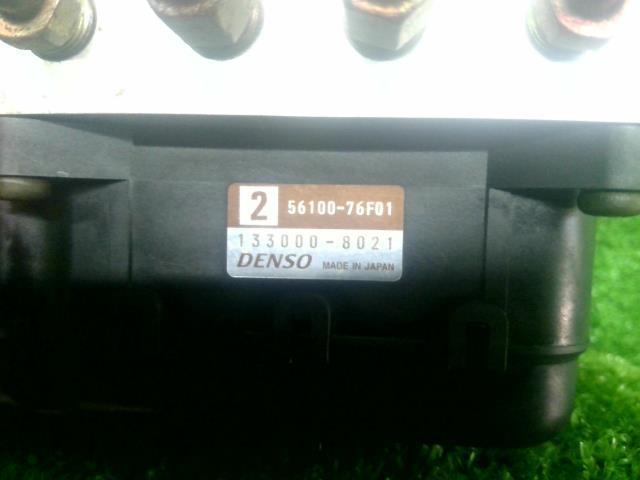 2 56100-76F01
133000-8021
DENSO MADE IN JAPAN